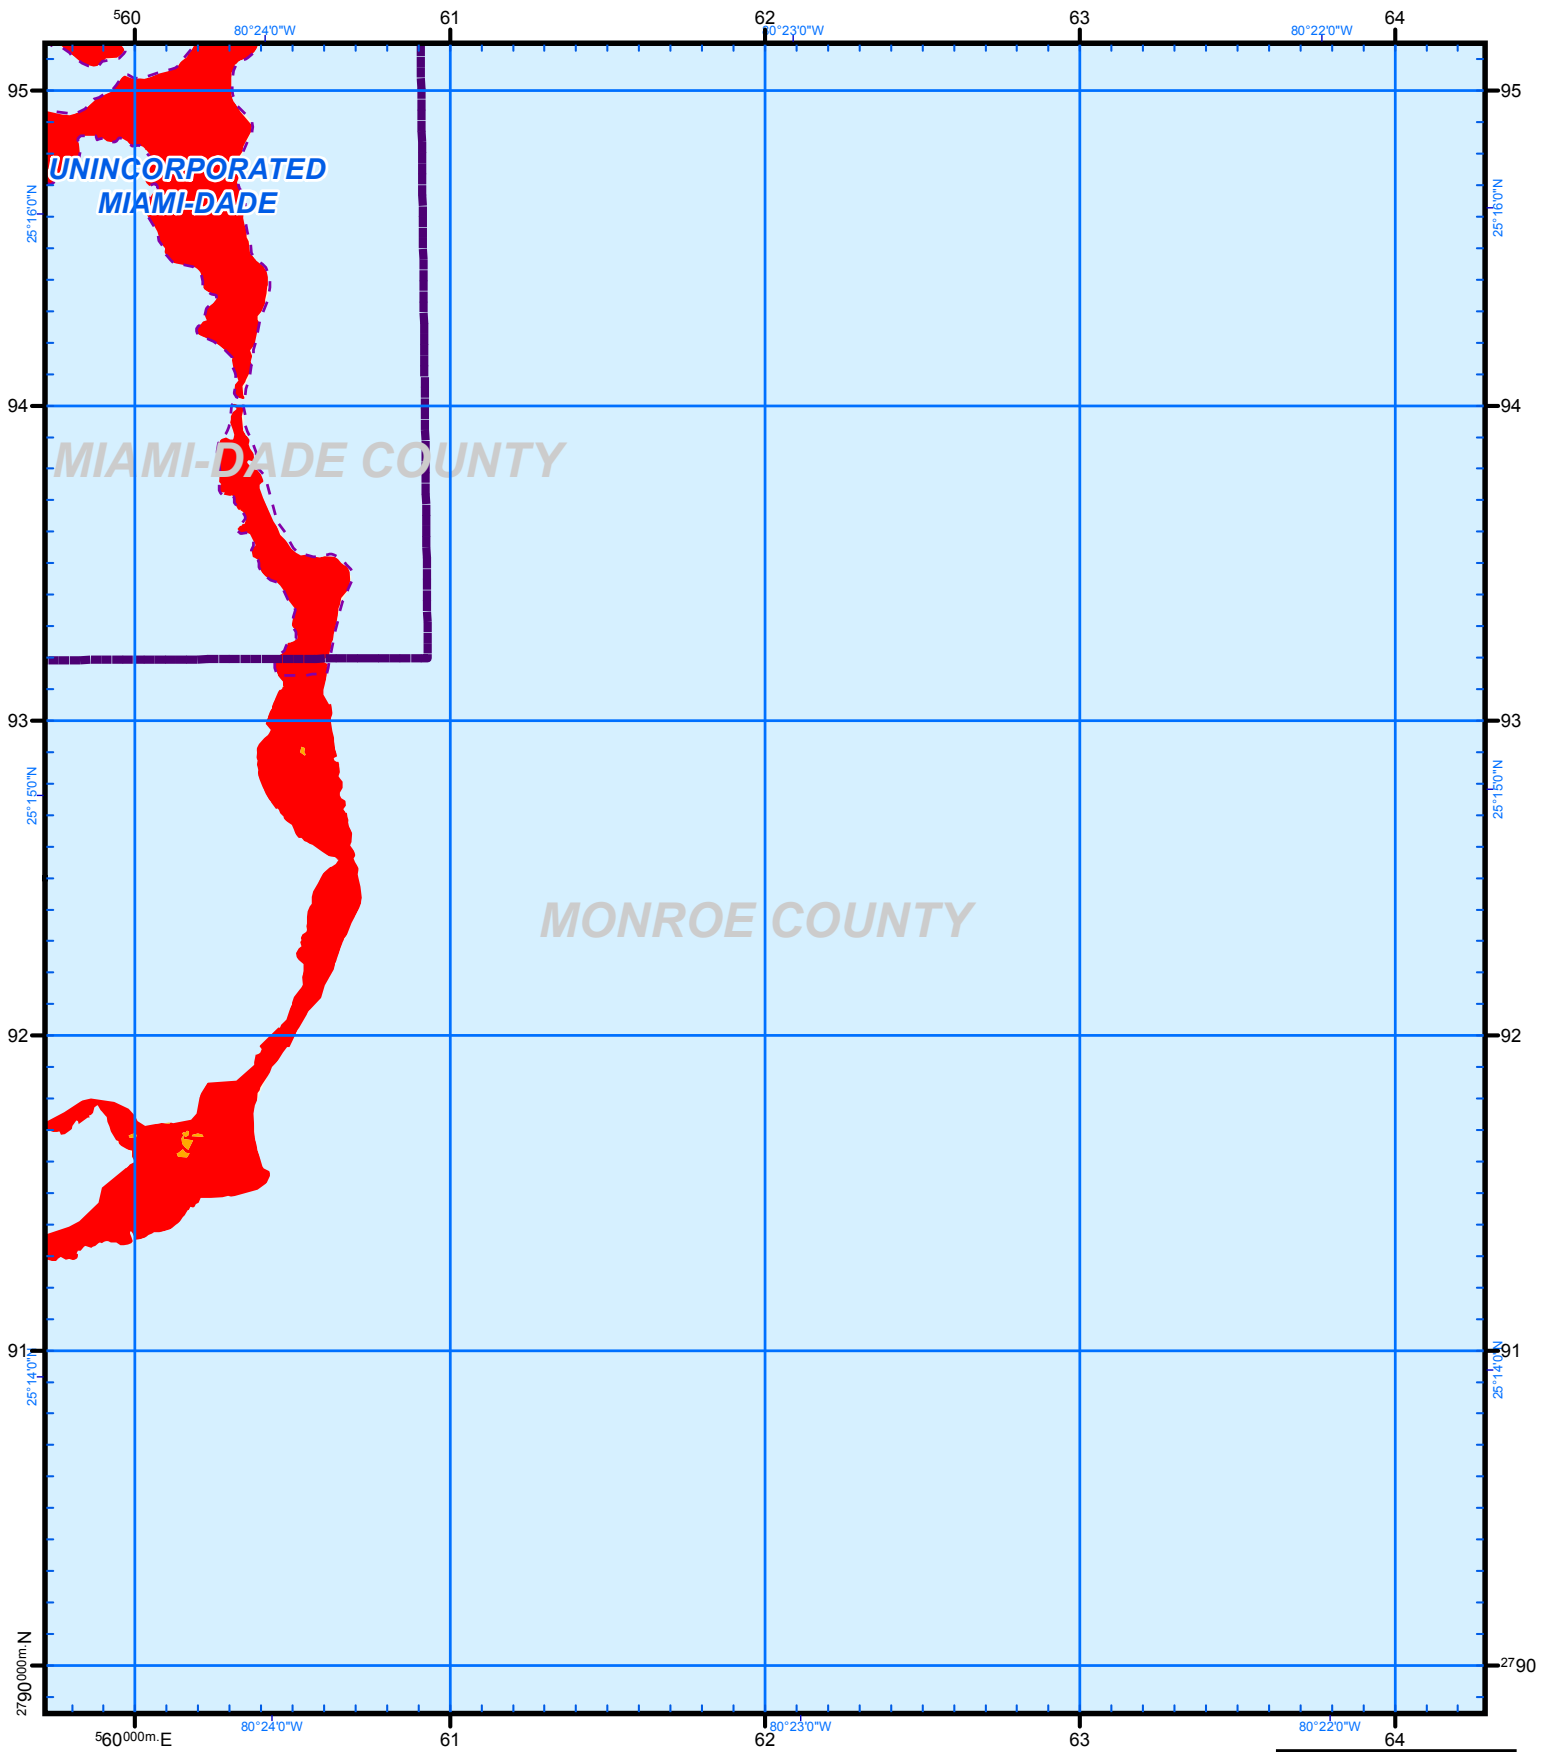 ⁵60 61 62 63 64
80°24'0"W 80°23'0"W 80°22'0"W
95 95
UNINCORPORATED
MIAMI-DADE
25°16'0"N 25°16'0"N
94 94
MIAMI-DADE COUNTY
93 93
25°15'0"N 25°15'0"N
MONROE COUNTY
92 92
91 91
25°14'0"N 25°14'0"N
²⁷90⁰⁰⁰ᵐ·N ²⁷90
80°24'0"W 80°23'0"W 80°22'0"W
⁵60⁰⁰⁰ᵐ·E 61 62 63 64